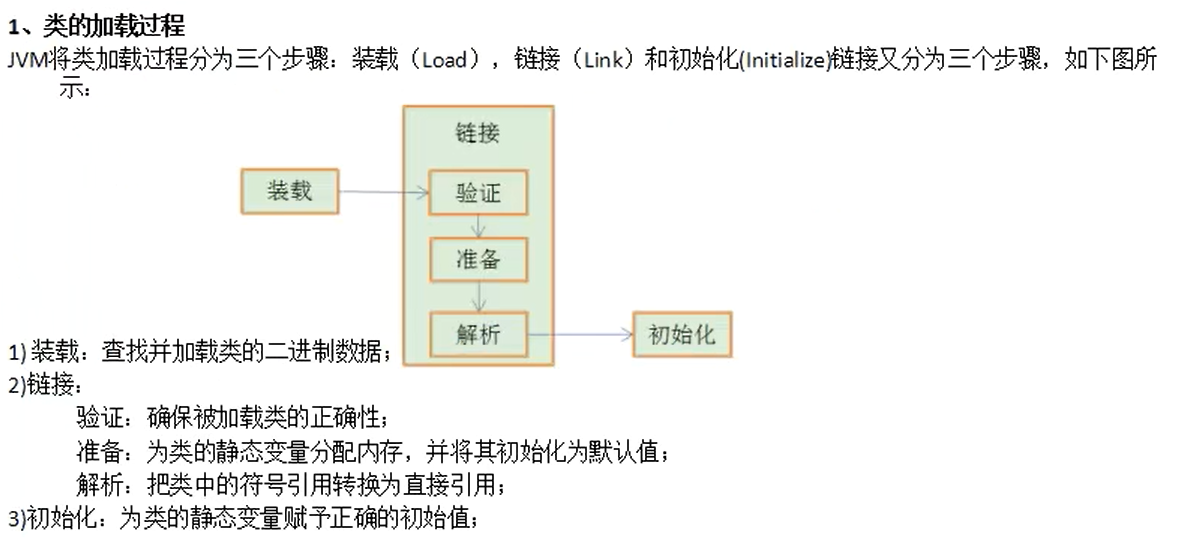 1、类的加载过程
JVM将类加载过程分为三个步骤：装载（Load），链接（Link）和初始化(Initialize)链接又分为三个步骤，如下图所
示：
链接
装载
验证
准备
解析
初始化
1) 装载：查找并加载类的二进制数据；
2)链接：
验证：确保被加载类的正确性；
准备：为类的静态变量分配内存，并将其初始化为默认值；
解析：把类中的符号引用转换为直接引用；
3)初始化：为类的静态变量赋予正确的初始值；